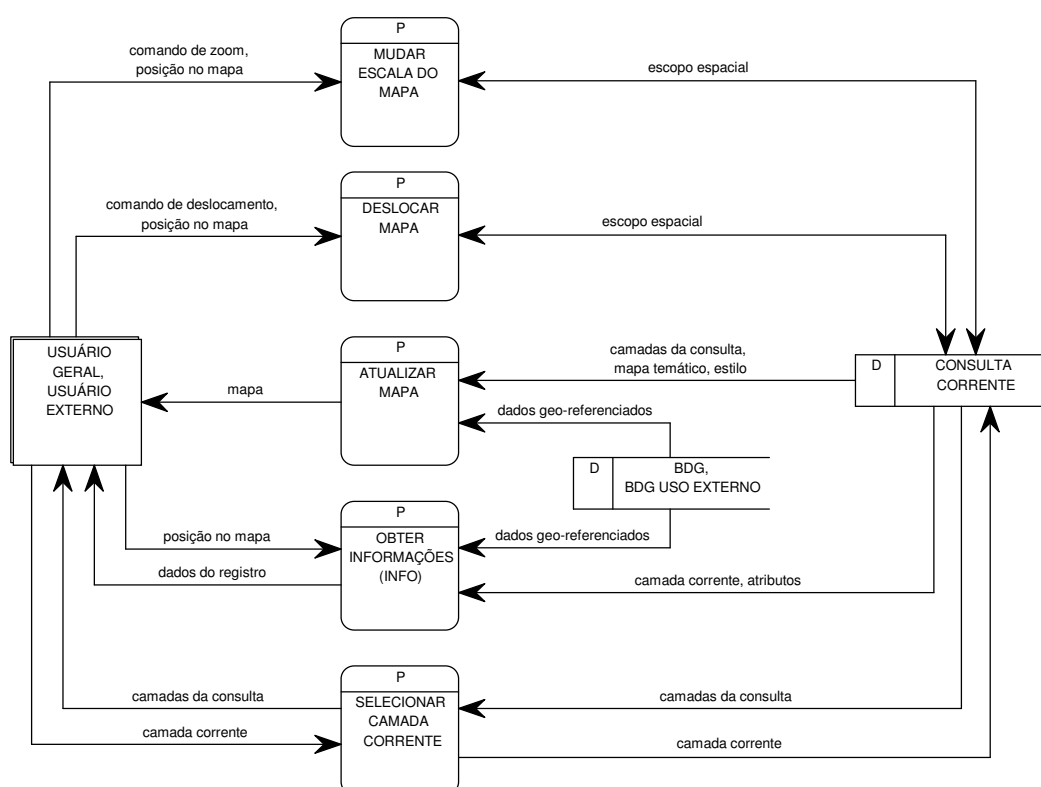 P
MUDAR
ESCALA DO
MAPA
comando de zoom,
posição no mapa
escopo espacial
P
DESLOCAR
MAPA
comando de deslocamento,
posição no mapa
escopo espacial
USUÁRIO
GERAL,
USUÁRIO
EXTERNO
mapa
P
ATUALIZAR
MAPA
camadas da consulta,
mapa temático, estilo
D
CONSULTA
CORRENTE
dados geo-referenciados
D
BDG,
BDG USO EXTERNO
posição no mapa
dados do registro
P
OBTER
INFORMAÇÕES
(INFO)
dados geo-referenciados
camada corrente, atributos
camadas da consulta
camada corrente
P
SELECIONAR
CAMADA
CORRENTE
camadas da consulta
camada corrente